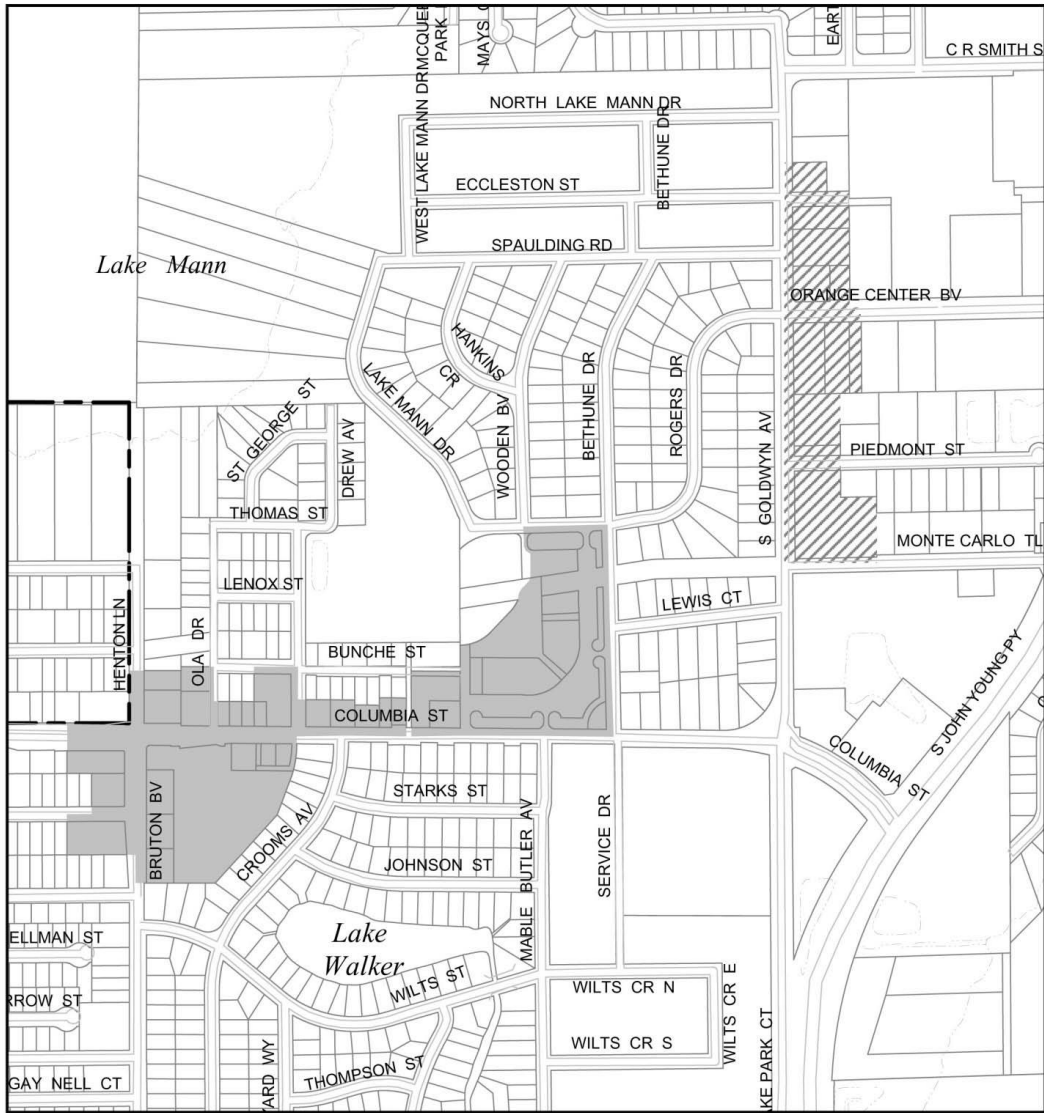 C R SMITH S
EART
MAYS C
PARK
WEST LAKE MANN DR
MCQUEE
NORTH LAKE MANN DR
BETHUNE DR
ECCLESTON ST
SPAULDING RD
Lake Mann
ORANGE CENTER BV
HANKINS
CR
LAKE MANN DR
WOODEN BV
BETHUNE DR
ROGERS DR
S GOLDWYN AV
ST GEORGE ST
DREW AV
PIEDMONT ST
THOMAS ST
MONTE CARLO TL
LENOX ST
LEWIS CT
HENTON LN
OLA DR
BUNCHE ST
COLUMBIA ST
S JOHN YOUNG PY
COLUMBIA ST
BRUTON BV
STARKS ST
CROOMS AV
JOHNSON ST
MABLE BUTLER AV
SERVICE DR
ELLMAN ST
Lake
Walker
WILTS ST
RROW ST
WILTS CR N
WILTS CR E
WILTS CR S
AKE PARK CT
GAY NELL CT
ZARD WY
THOMPSON ST